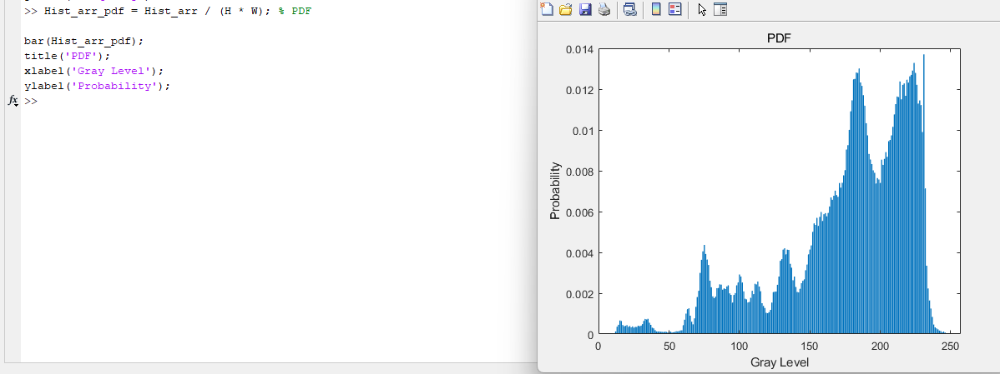 >> Hist_arr_pdf = Hist_arr / (H * W); % PDF
bar(Hist_arr_pdf);
title('PDF');
xlabel('Gray Level');
ylabel('Probability');
fx >>
PDF
0.014
0.012
0.01
0.008
0.006
0.004
0.002
0
Probability
0 50 100 150 200 250
Gray Level